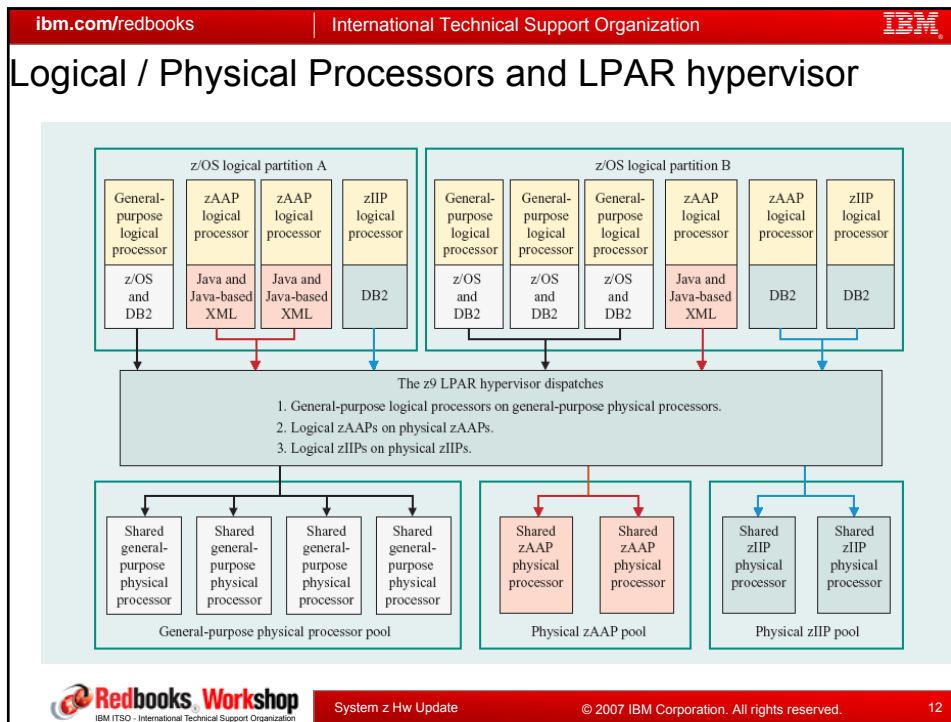 ibm.com/redbooks
International Technical Support Organization
IBM®
Logical / Physical Processors and LPAR hypervisor
z/OS logical partition A
General-
purpose
logical
processor
z/OS
and
DB2
zAAP
logical
processor
Java and
Java-based
XML
zAAP
logical
processor
Java and
Java-based
XML
zIIP
logical
processor
DB2
z/OS logical partition B
General-
purpose
logical
processor
z/OS
and
DB2
General-
purpose
logical
processor
z/OS
and
DB2
General-
purpose
logical
processor
z/OS
and
DB2
zAAP
logical
processor
Java and
Java-based
XML
zAAP
logical
processor
DB2
zIIP
logical
processor
DB2
The z9 LPAR hypervisor dispatches
1. General-purpose logical processors on general-purpose physical processors.
2. Logical zAAPs on physical zAAPs.
3. Logical zIIPs on physical zIIPs.
Shared
general-
purpose
physical
processor
Shared
general-
purpose
physical
processor
Shared
general-
purpose
physical
processor
Shared
general-
purpose
physical
processor
General-purpose physical processor pool
Shared
zAAP
physical
processor
Shared
zAAP
physical
processor
Physical zAAP pool
Shared
zIIP
physical
processor
Shared
zIIP
physical
processor
Physical zIIP pool
Redbooks Workshop
IBM ITSO - International Technical Support Organization
System z Hw Update
© 2007 IBM Corporation. All rights reserved.
12